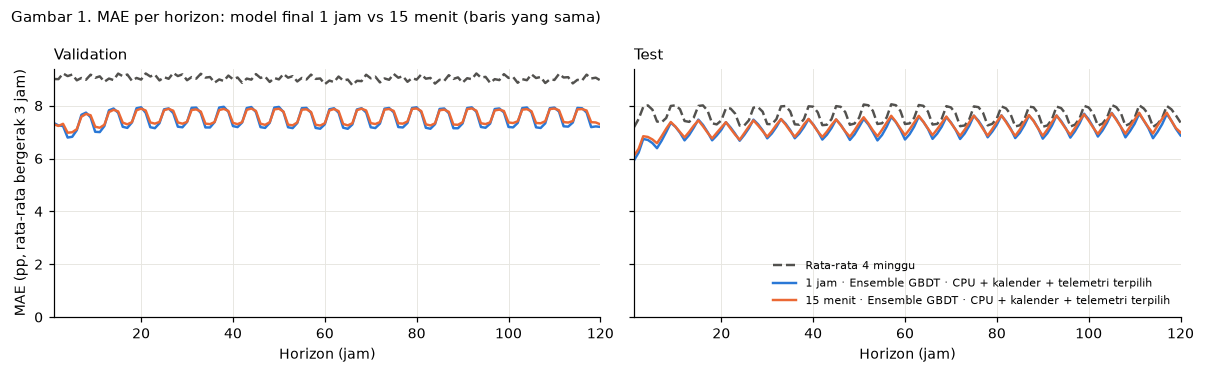 Gambar 1. MAE per horizon: model final 1 jam vs 15 menit (baris yang sama)
Validation
MAE (pp, rata-rata bergerak 3 jam)
8
6
4
2
0
20
40
60
80
100
120
Horizon (jam)
Test
Rata-rata 4 minggu
1 jam · Ensemble GBDT · CPU + kalender + telemetri terpilih
15 menit · Ensemble GBDT · CPU + kalender + telemetri terpilih
20
40
60
80
100
120
Horizon (jam)